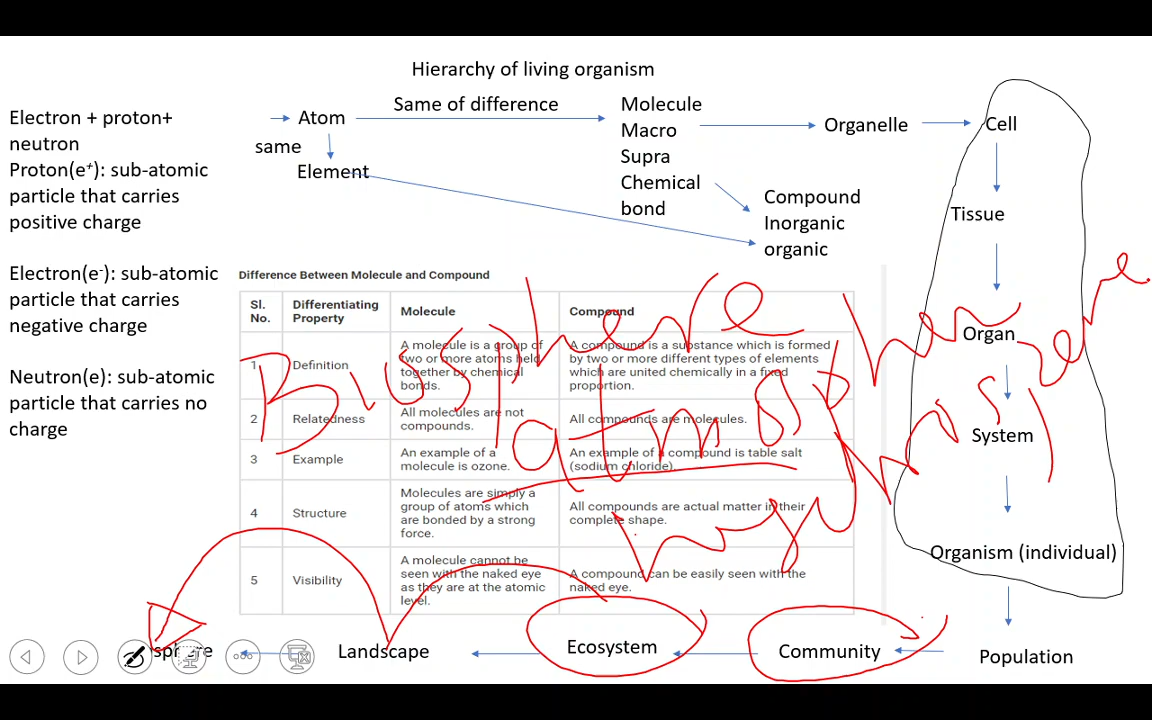 Hierarchy of living organism
Electron + proton+
neutron
Proton(e⁺): sub-atomic
particle that carries
positive charge
Electron(e⁻): sub-atomic
particle that carries
negative charge
Neutron(e): sub-atomic
particle that carries no
charge
Atom
same
Element
Same of difference
Molecule
Macro
Supra
Chemical
bond
Compound
Inorganic
organic
Organelle
Cell
Tissue
Organ
System
Organism (individual)
Difference Between Molecule and Compound
Sl. No. Differentiating Property Molecule Compound
1 Definition A molecule is a group of two or more atoms held together by chemical bonds. A compound is a substance which is formed by two or more different types of elements which are united chemically in a fixed proportion.
2 Relatedness All molecules are not compounds. All compounds are molecules.
3 Example An example of a molecule is ozone. An example of a compound is table salt (sodium chloride).
4 Structure Molecules are simply a group of atoms which are bonded by a strong force. All compounds are actual matter in their complete shape.
5 Visibility A molecule cannot be seen with the naked eye as they are at the atomic level. A compound can be easily seen with the naked eye.
Biosphere
sphere
Landscape
Ecosystem
Community
Population